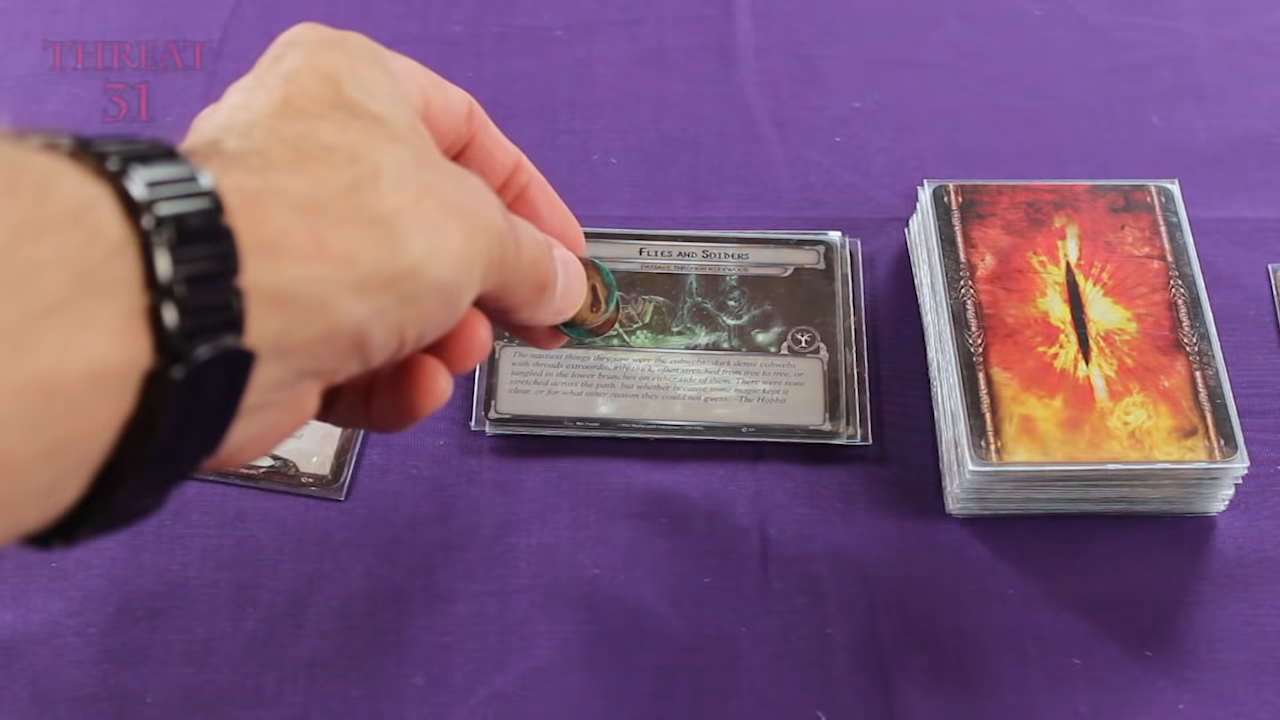 THREAT
31
FLIES AND SPIDERS
PASSAGE THROUGH MIRKWOOD
The nastiest things they saw were the cobwebs: dark dense cobwebs
with threads extraordinarily thick, often stretched from tree to tree, or
tangled in the lower branches on either side of them. There were none
stretched across the path, but whether because some magic kept it
clear, or for what other reason they could not guess. –The Hobbit